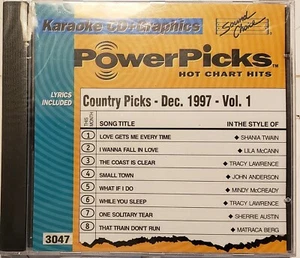 Karaoke CD+Graphics
Sound Choice
PowerPicks™
HOT CHART HITS
LYRICS
INCLUDED
Country Picks - Dec. 1997 - Vol. 1
THIS MONTH SONG TITLE IN THE STYLE OF
1 LOVE GETS ME EVERY TIME ◆ SHANIA TWAIN
2 I WANNA FALL IN LOVE ◆ LILA McCANN
3 THE COAST IS CLEAR ◆ TRACY LAWRENCE
4 SMALL TOWN ◆ JOHN ANDERSON
5 WHAT IF I DO ◆ MINDY McCREADY
6 WHILE YOU SLEEP ◆ TRACY LAWRENCE
7 ONE SOLITARY TEAR ◆ SHERRIE AUSTIN
8 THAT TRAIN DON'T RUN ◆ MATRACA BERG
3047